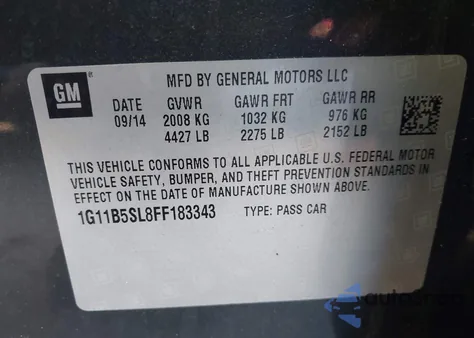 GM
MFD BY GENERAL MOTORS LLC
DATE GVWR GAWR FRT GAWR RR
09/14 2008 KG 1032 KG 976 KG
4427 LB 2275 LB 2152 LB
THIS VEHICLE CONFORMS TO ALL APPLICABLE U.S. FEDERAL MOTOR
VEHICLE SAFETY, BUMPER, AND THEFT PREVENTION STANDARDS IN
EFFECT ON THE DATE OF MANUFACTURE SHOWN ABOVE.
1G11B5SL8FF183343 TYPE: PASS CAR